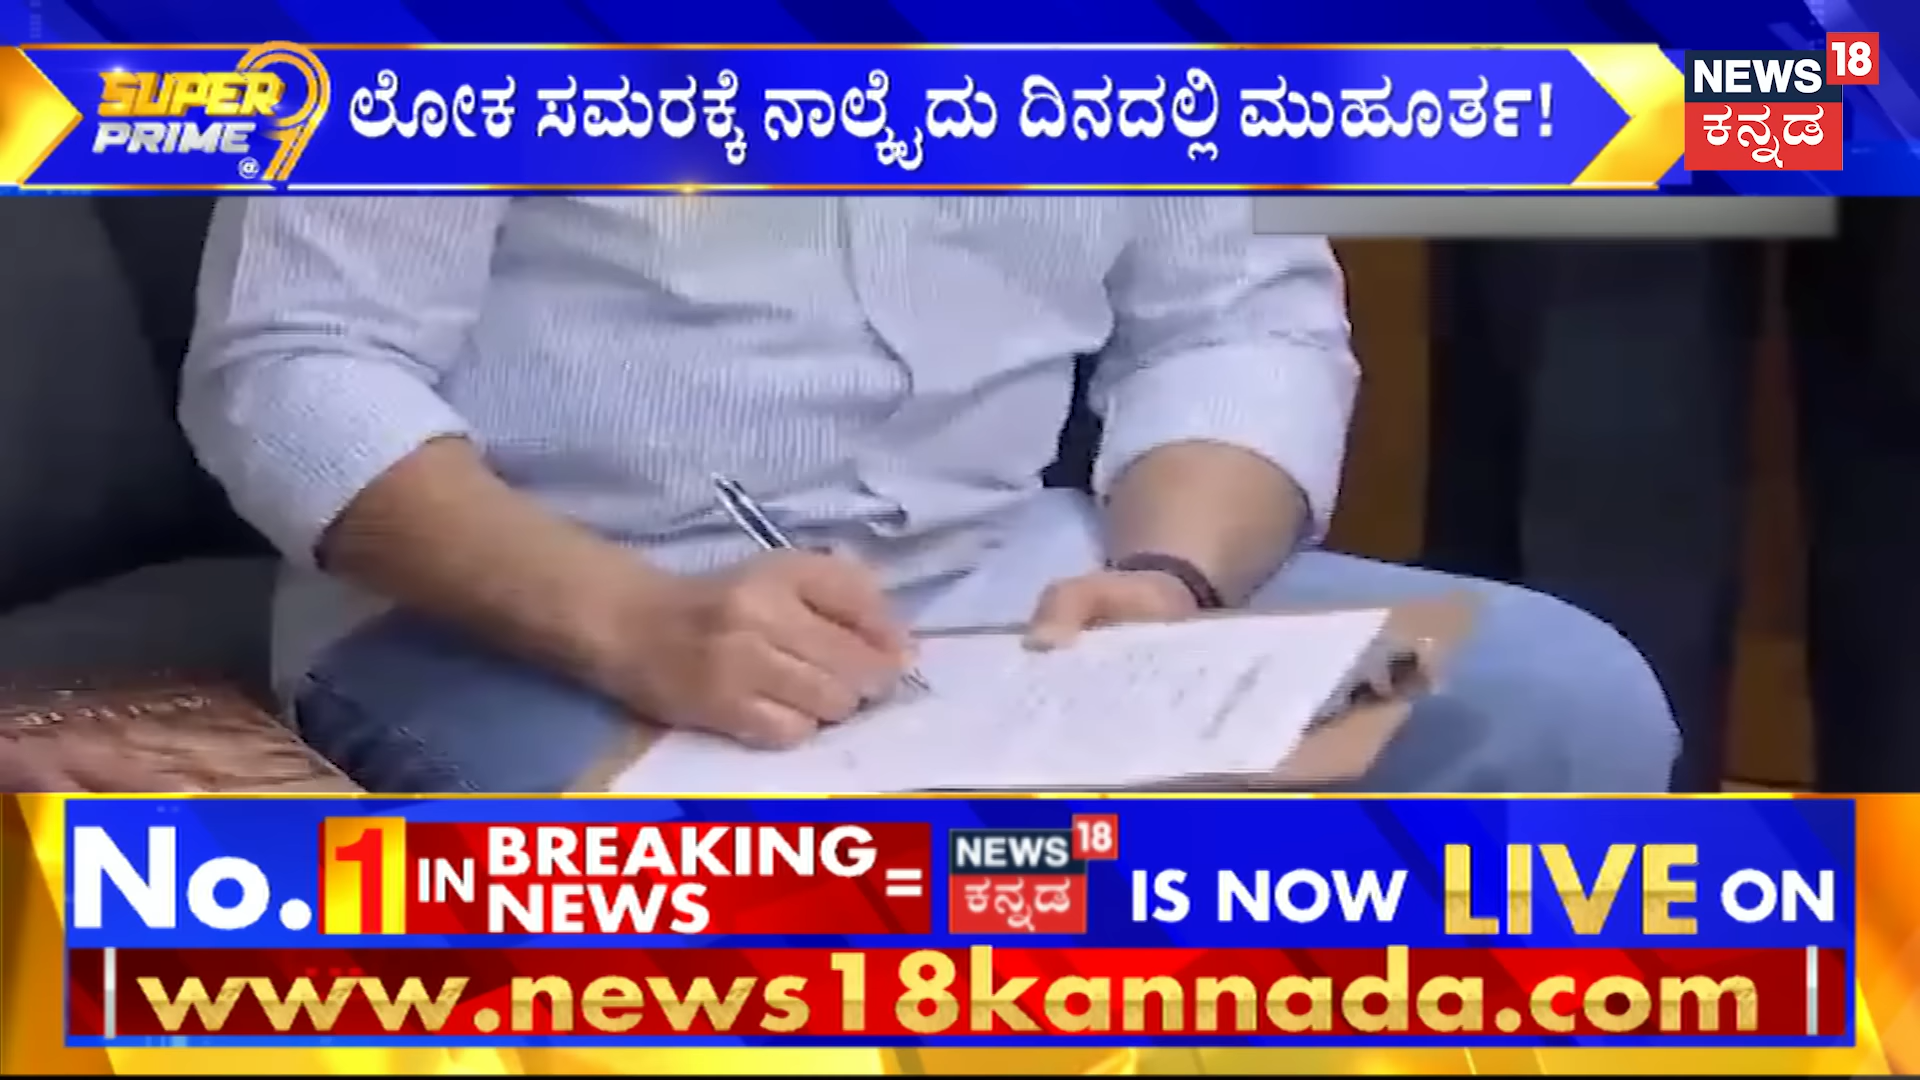 SUPER PRIME @9
ಲೋಕ ಸಮರಕ್ಕೆ ನಾಲ್ಕೈದು ದಿನದಲ್ಲಿ ಮುಹೂರ್ತ!
NEWS 18
ಕನ್ನಡ
No. 1 IN BREAKING NEWS = NEWS 18 ಕನ್ನಡ IS NOW LIVE ON
www.news18kannada.com